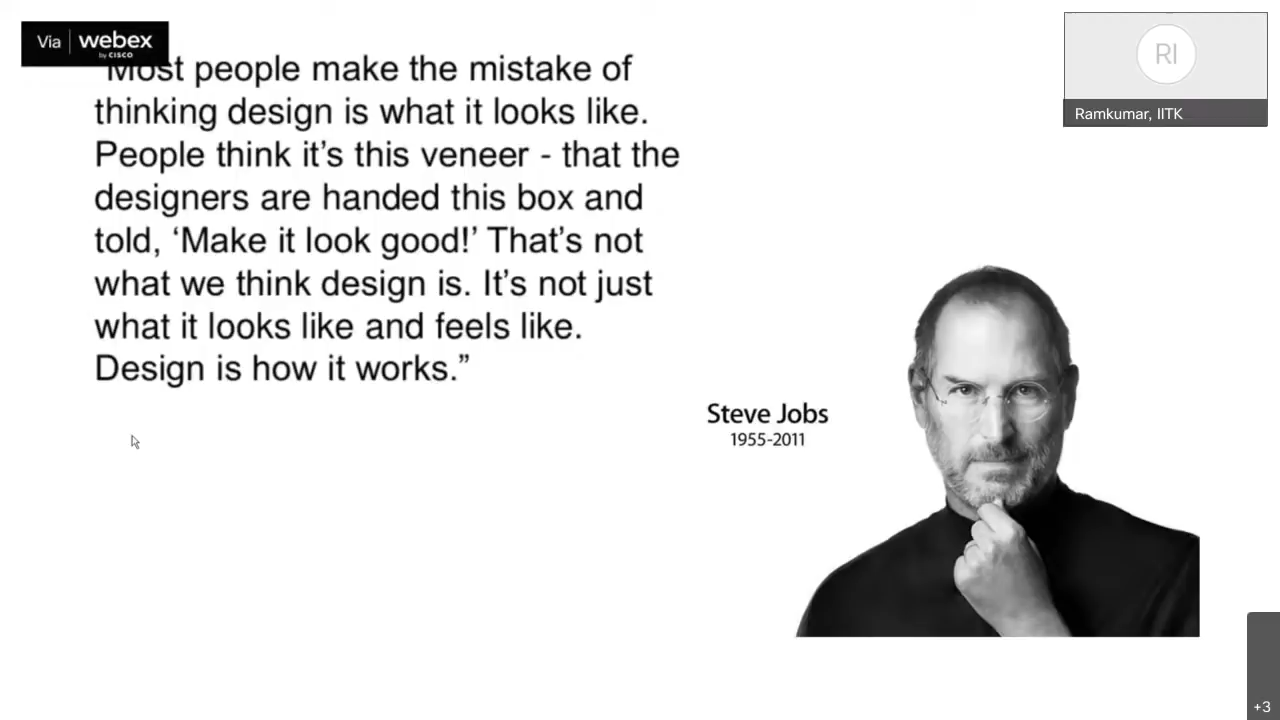 Via webex
by CISCO
"Most people make the mistake of
thinking design is what it looks like.
People think it’s this veneer - that the
designers are handed this box and
told, ‘Make it look good!’ That’s not
what we think design is. It’s not just
what it looks like and feels like.
Design is how it works.”
Steve Jobs
1955-2011
RI
Ramkumar, IITK
+3